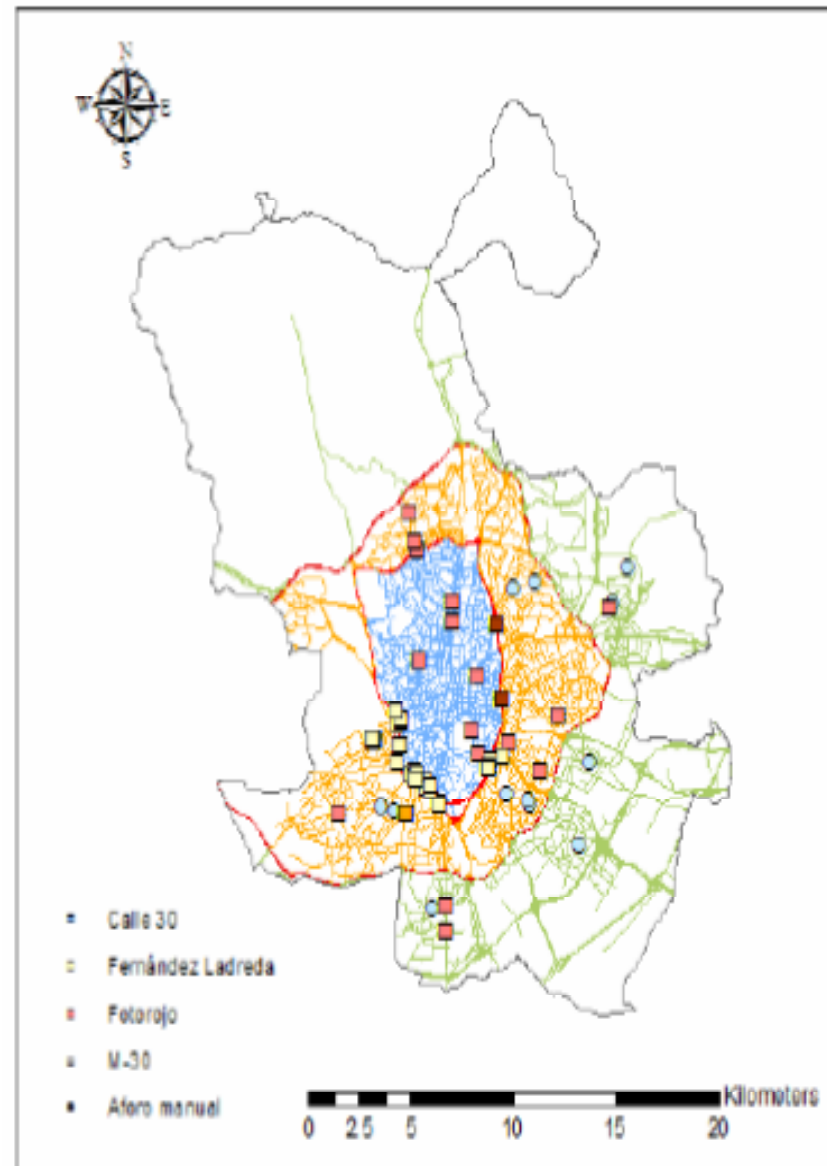 N
W E
S
Calle 30
Fernández Ladreda
Fotorojo
M-30
Aforo manual
Kilometers
0 2.5 5 10 15 20